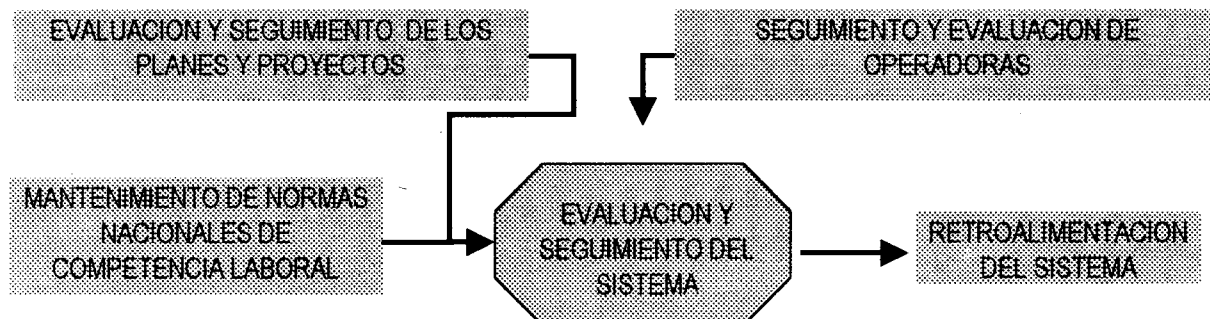 EVALUACION Y SEGUIMIENTO DE LOS
PLANES Y PROYECTOS
SEGUIMIENTO Y EVALUACION DE
OPERADORAS
MANTENIMIENTO DE NORMAS
NACIONALES DE
COMPETENCIA LABORAL
EVALUACION Y
SEGUIMIENTO DEL
SISTEMA
RETROALIMENTACION
DEL SISTEMA